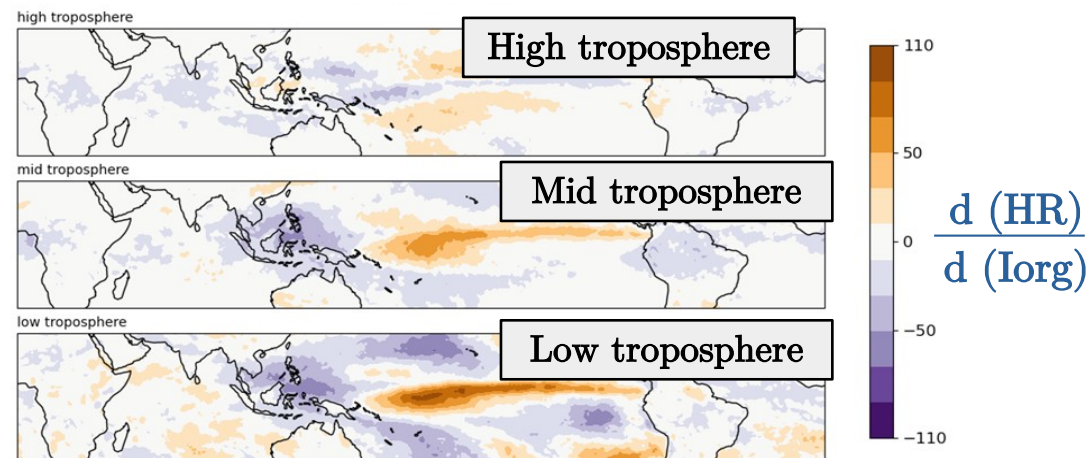 high troposphere
High troposphere
mid troposphere
Mid troposphere
low troposphere
Low troposphere
110
50
0
−50
−110
d (HR)
d (Iorg)